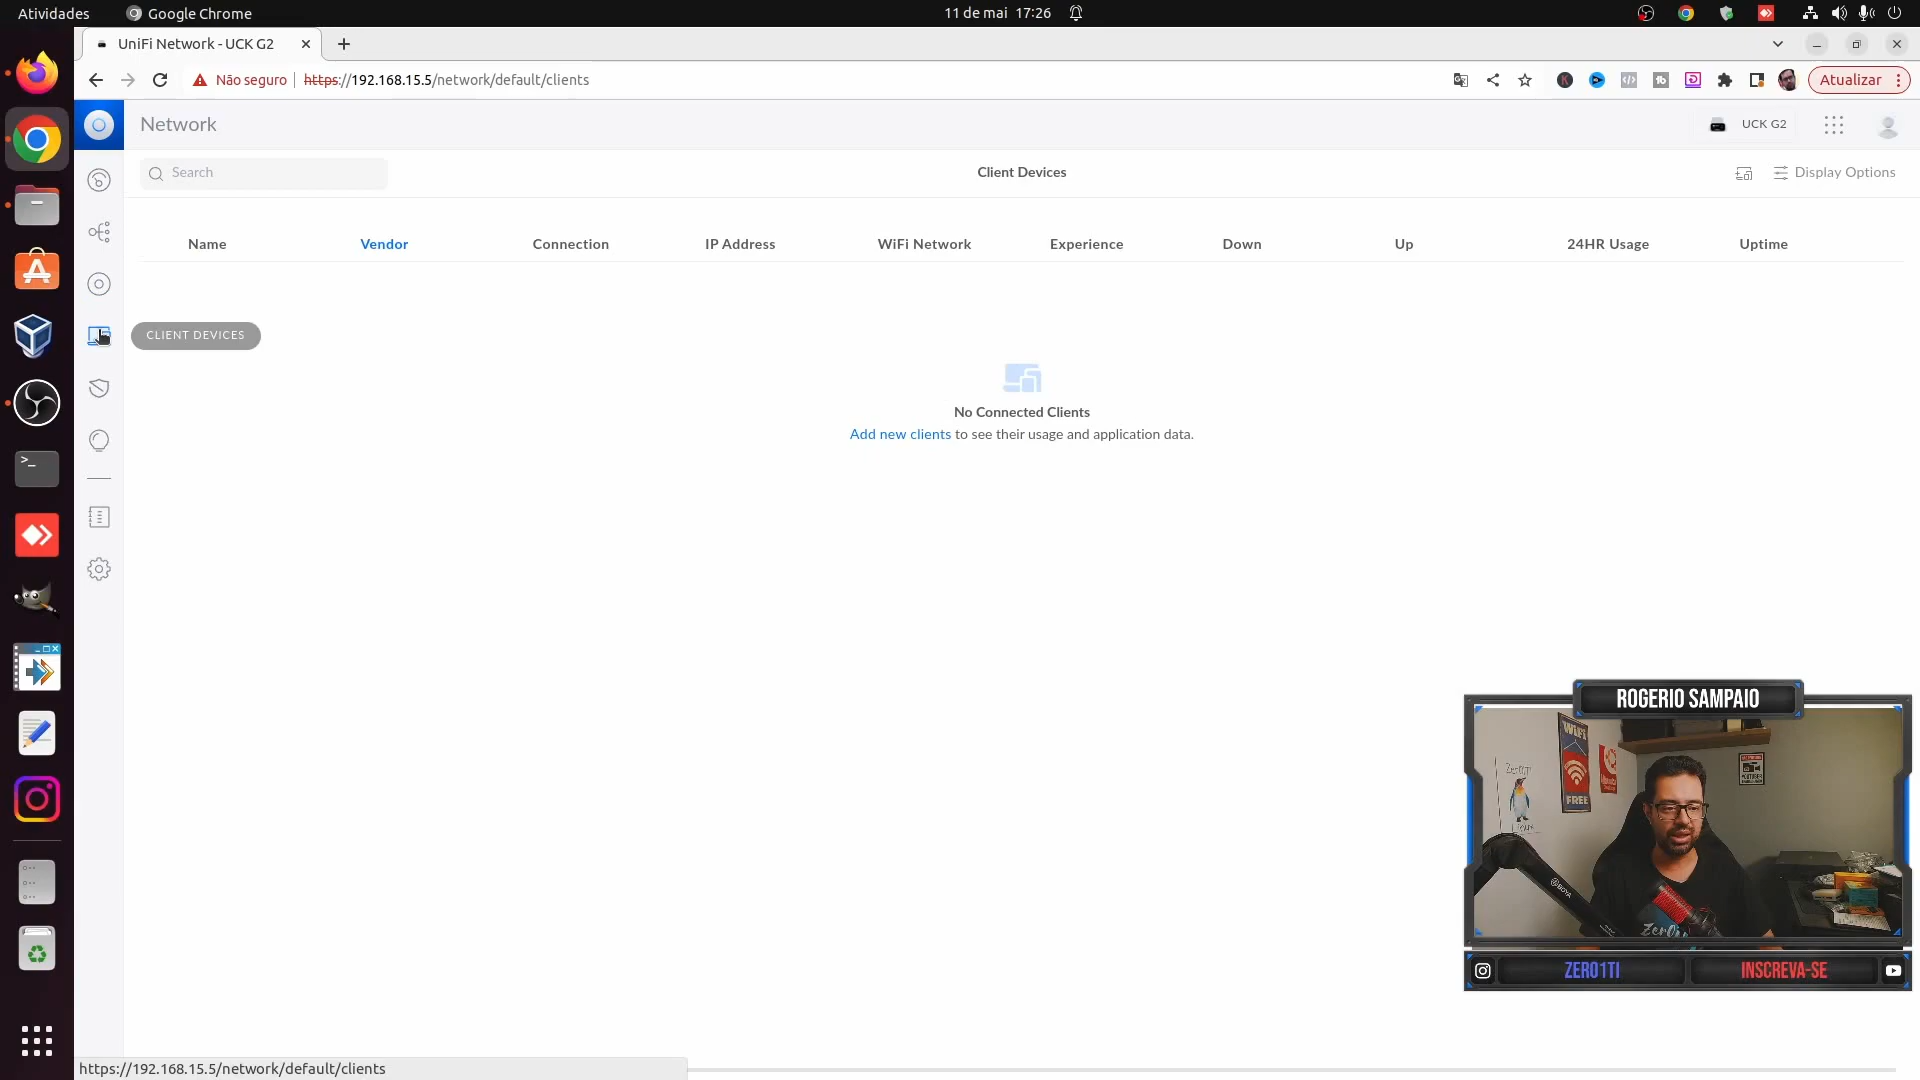 Atividades
Google Chrome
11 de mai 17:26
UniFi Network - UCK G2
Não seguro
https://192.168.15.5/network/default/clients
Atualizar
Network
UCK G2
Search
Client Devices
Display Options
Name
Vendor
Connection
IP Address
WiFi Network
Experience
Down
Up
24HR Usage
Uptime
CLIENT DEVICES
No Connected Clients
Add new clients to see their usage and application data.
ROGERIO SAMPAIO
WIFI
FREE
Linux
BOYA
ZERO1TI
INSCREVA-SE
https://192.168.15.5/network/default/clients